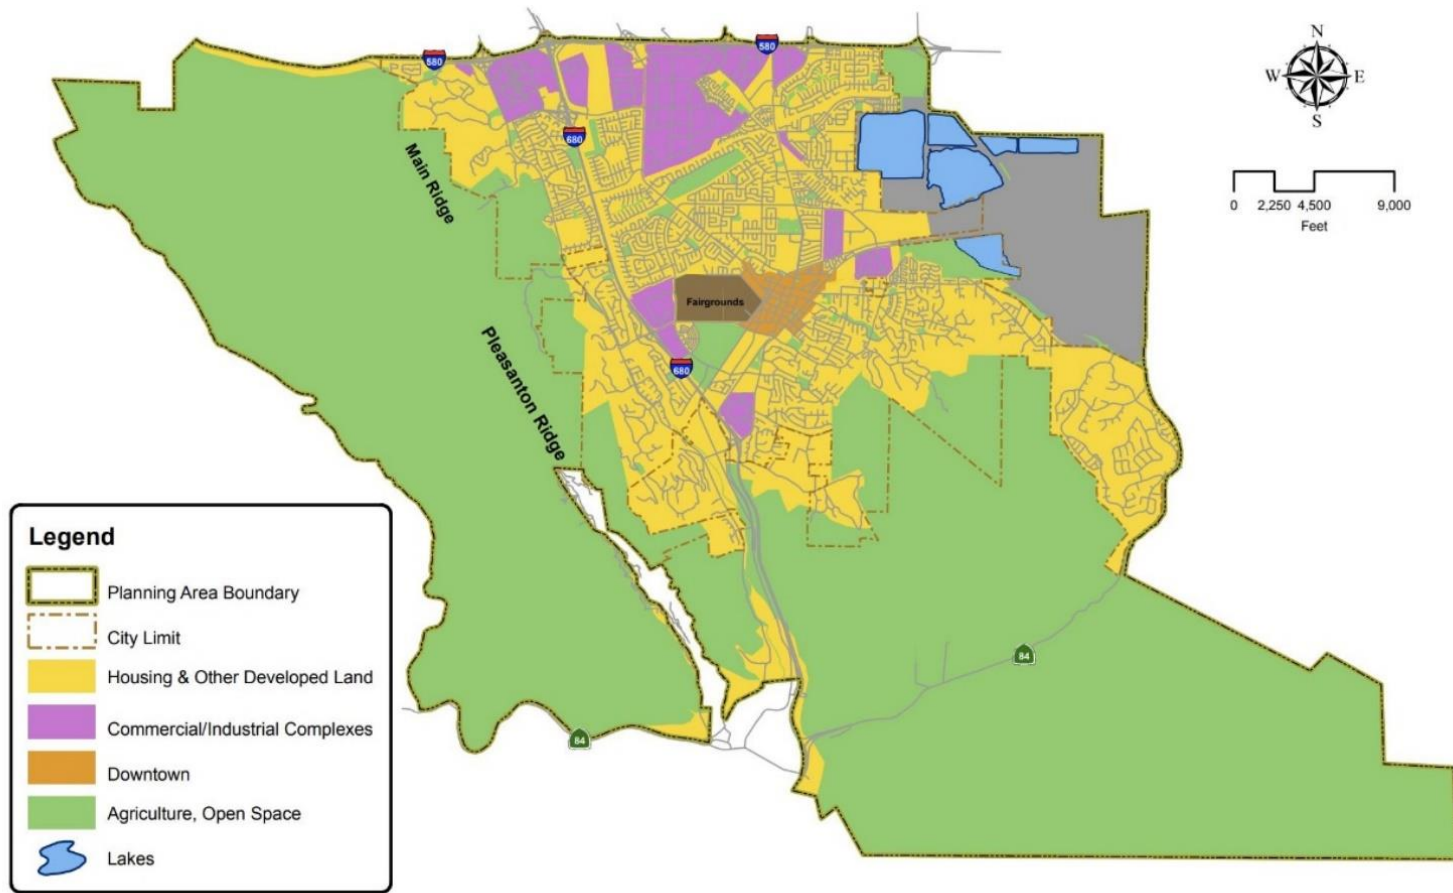 580
580
N
W E
S
680
Main Ridge
0 2,250 4,500 9,000
Feet
Fairgrounds
Pleasanton Ridge
680
Legend
Planning Area Boundary
City Limit
Housing & Other Developed Land
Commercial/Industrial Complexes
Downtown
Agriculture, Open Space
Lakes
84
84